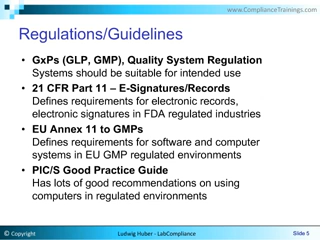 www.ComplianceTrainings.com
Regulations/Guidelines
• GxPs (GLP, GMP), Quality System Regulation
Systems should be suitable for intended use
• 21 CFR Part 11 – E-Signatures/Records
Defines requirements for electronic records,
electronic signatures in FDA regulated industries
• EU Annex 11 to GMPs
Defines requirements for software and computer
systems in EU GMP regulated environments
• PIC/S Good Practice Guide
Has lots of good recommendations on using
computers in regulated environments
© Copyright
Ludwig Huber - LabCompliance
Slide 5